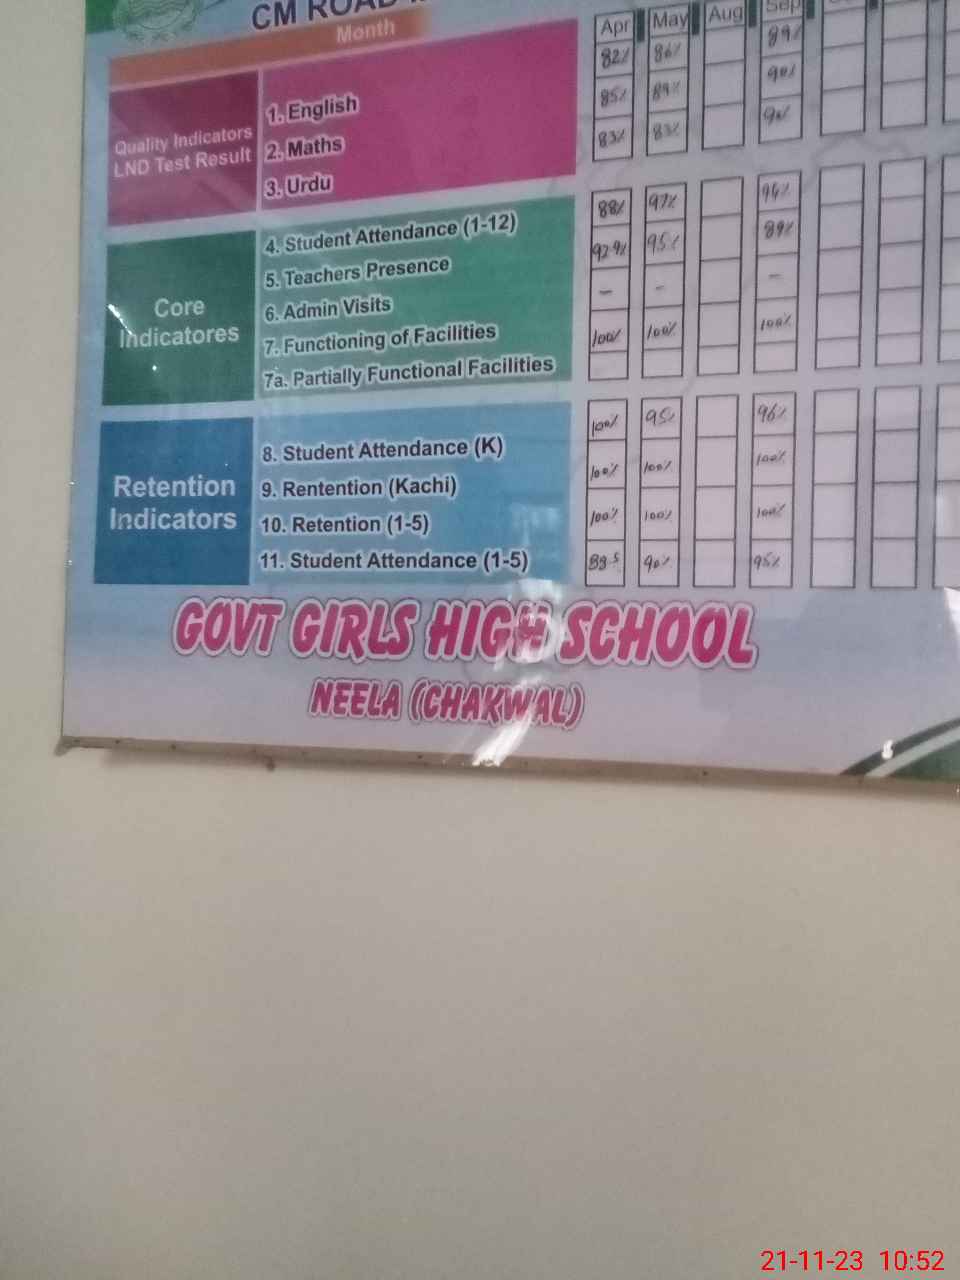 CM ROAD
Month Apr May Aug Sep
Quality Indicators
LND Test Result
1. English 82% 86% 89%
2. Maths 85% 89% 90%
3. Urdu 83% 83% 90%
Core
Indicatores
4. Student Attendance (1-12) 88% 97% 94%
5. Teachers Presence 92.9% 95% 89%
6. Admin Visits - - -
7. Functioning of Facilities 100% 100% 100%
7a. Partially Functional Facilities
Retention
Indicators
8. Student Attendance (K) 100% 95% 96%
9. Rentention (Kachi) 100% 100% 100%
10. Retention (1-5) 100% 100% 100%
11. Student Attendance (1-5) 90% 95%
GOVT GIRLS HIGH SCHOOL
NEELA (CHAKWAL)
21-11-23 10:52